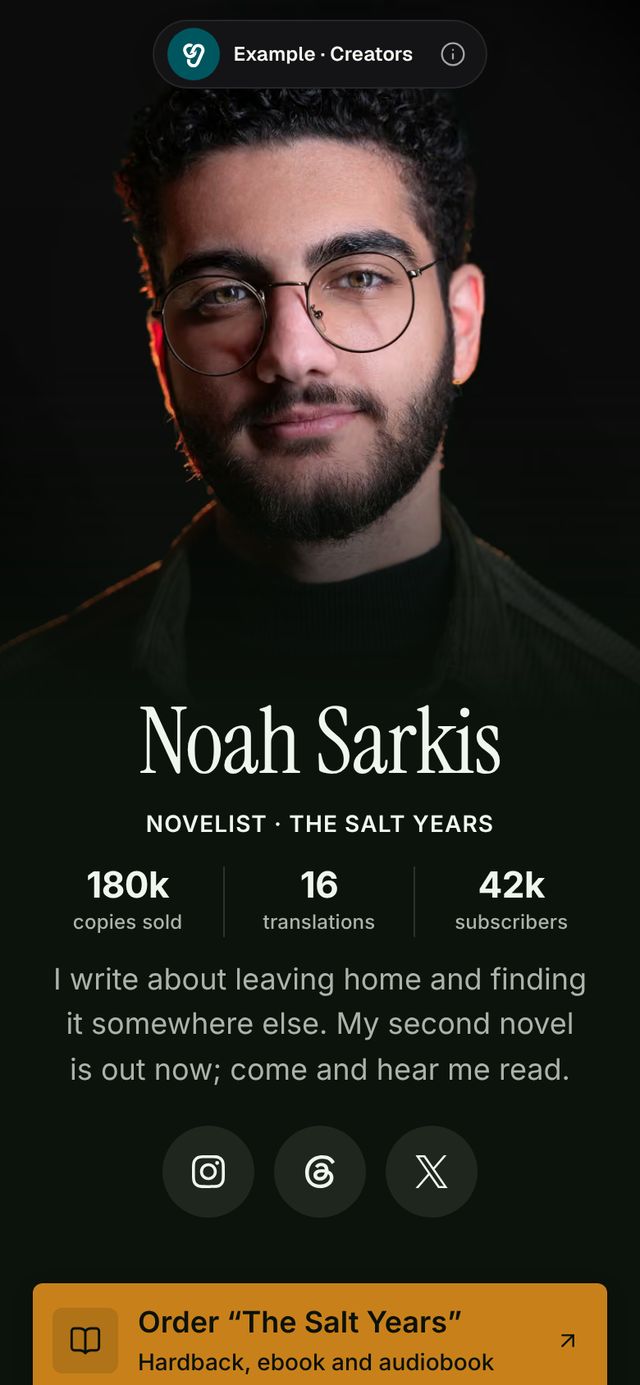 Example · Creators
Noah Sarkis
NOVELIST · THE SALT YEARS
180k
copies sold
16
translations
42k
subscribers
I write about leaving home and finding
it somewhere else. My second novel
is out now; come and hear me read.
Order “The Salt Years”
Hardback, ebook and audiobook